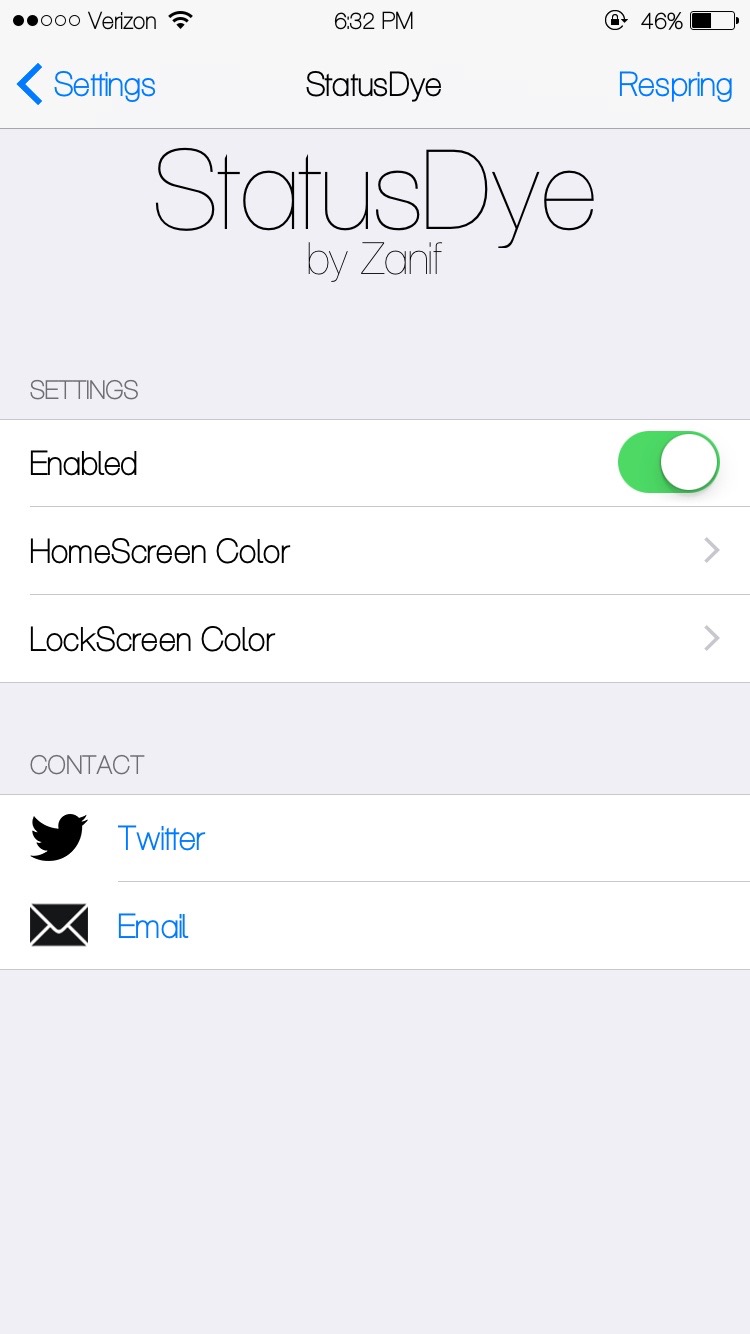 Verizon 6:32 PM 46%
Settings StatusDye Respring
StatusDye
by Zanif
SETTINGS
Enabled
HomeScreen Color
LockScreen Color
CONTACT
Twitter
Email